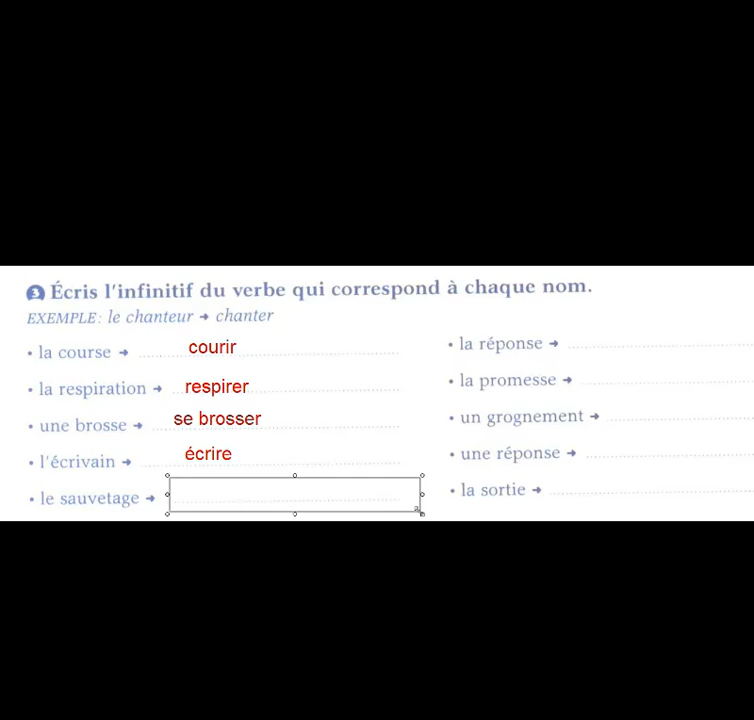 3 Écris l'infinitif du verbe qui correspond à chaque nom.
EXEMPLE : le chanteur → chanter
• la course → courir
• la respiration → respirer
• une brosse → se brosser
• l'écrivain → écrire
• le sauvetage →
• la réponse →
• la promesse →
• un grognement →
• une réponse →
• la sortie →